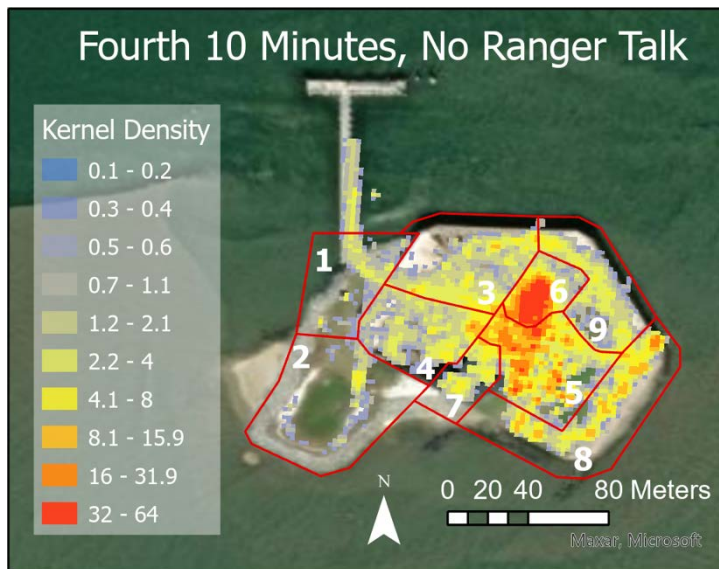 Fourth 10 Minutes, No Ranger Talk
Kernel Density
0.1 - 0.2
0.3 - 0.4
0.5 - 0.6
0.7 - 1.1
1.2 - 2.1
2.2 - 4
4.1 - 8
8.1 - 15.9
16 - 31.9
32 - 64
1
2
3
6
9
4
5
7
8
N
0 20 40 80 Meters
Maxar, Microsoft